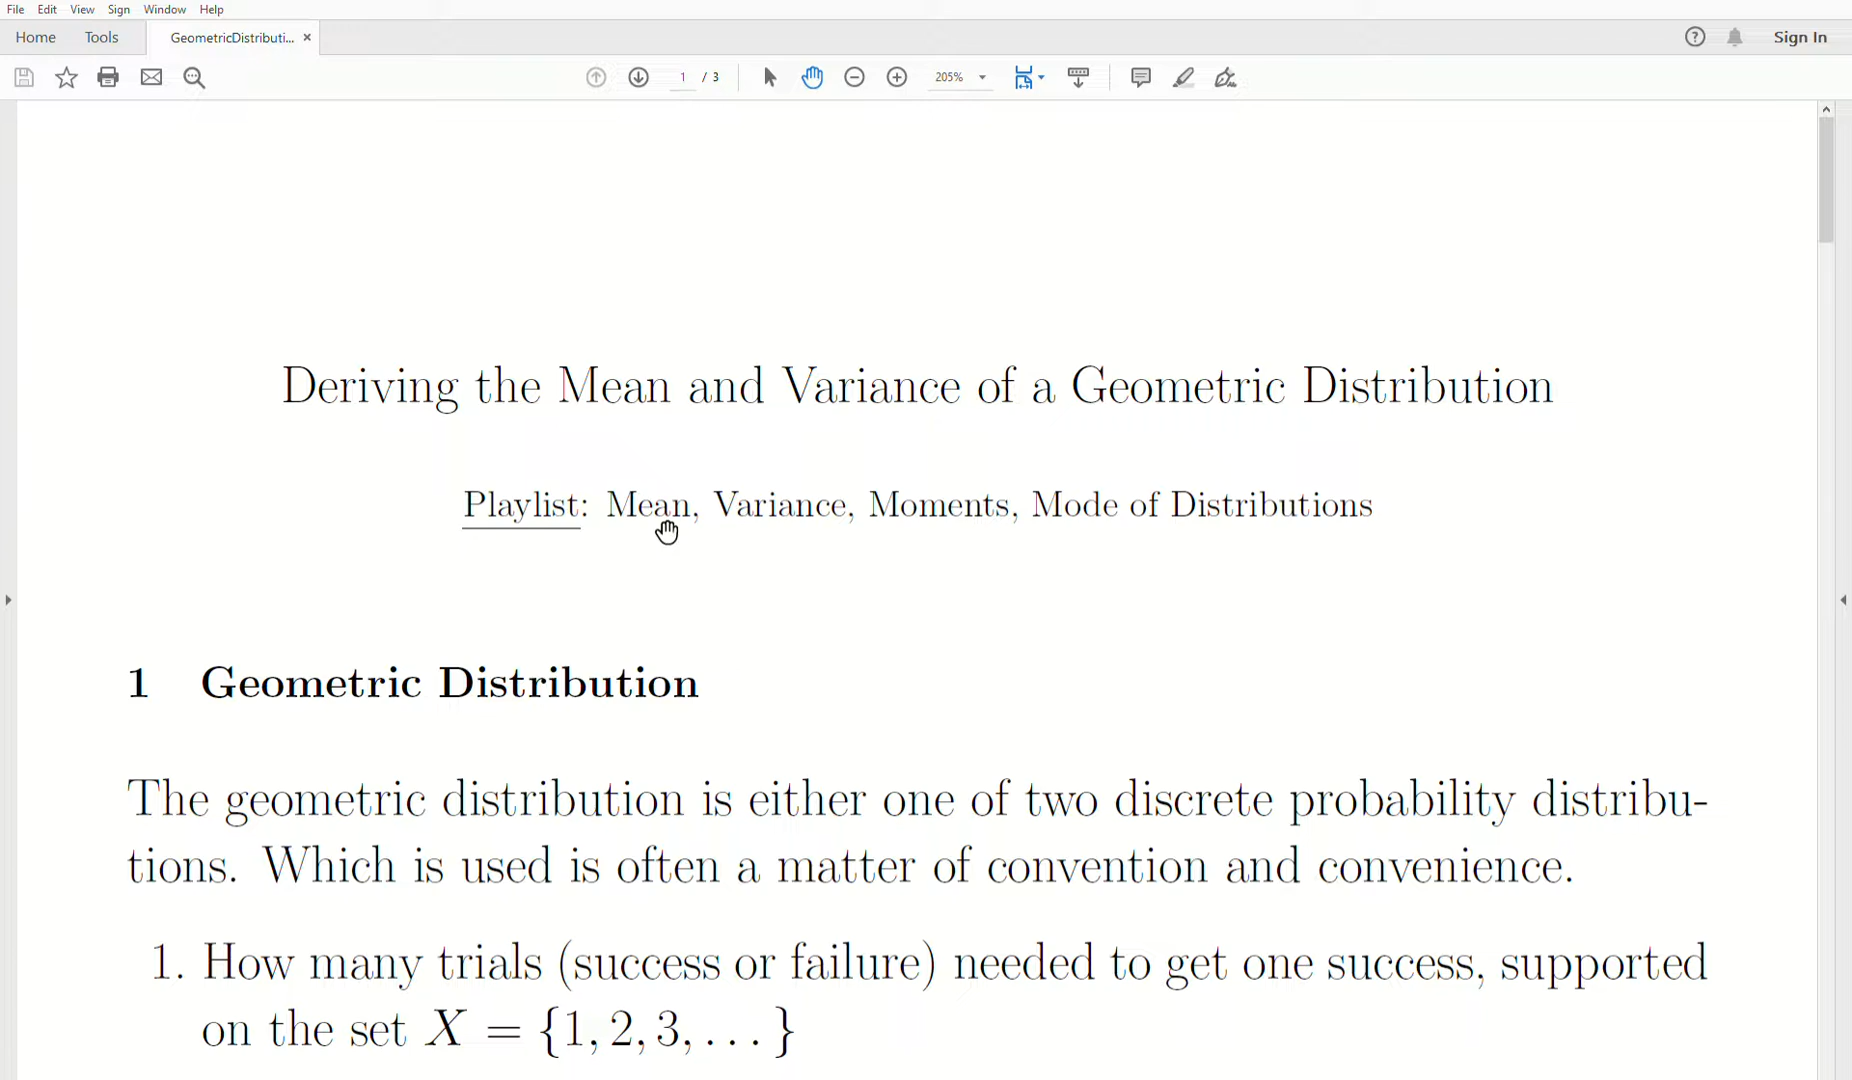 File Edit View Sign Window Help
Home Tools GeometricDistributi... × ? Sign In
1 / 3 205%
Deriving the Mean and Variance of a Geometric Distribution
Playlist: Mean, Variance, Moments, Mode of Distributions
1 Geometric Distribution
The geometric distribution is either one of two discrete probability distribu-
tions. Which is used is often a matter of convention and convenience.
1. How many trials (success or failure) needed to get one success, supported
on the set X = {1, 2, 3, . . . }